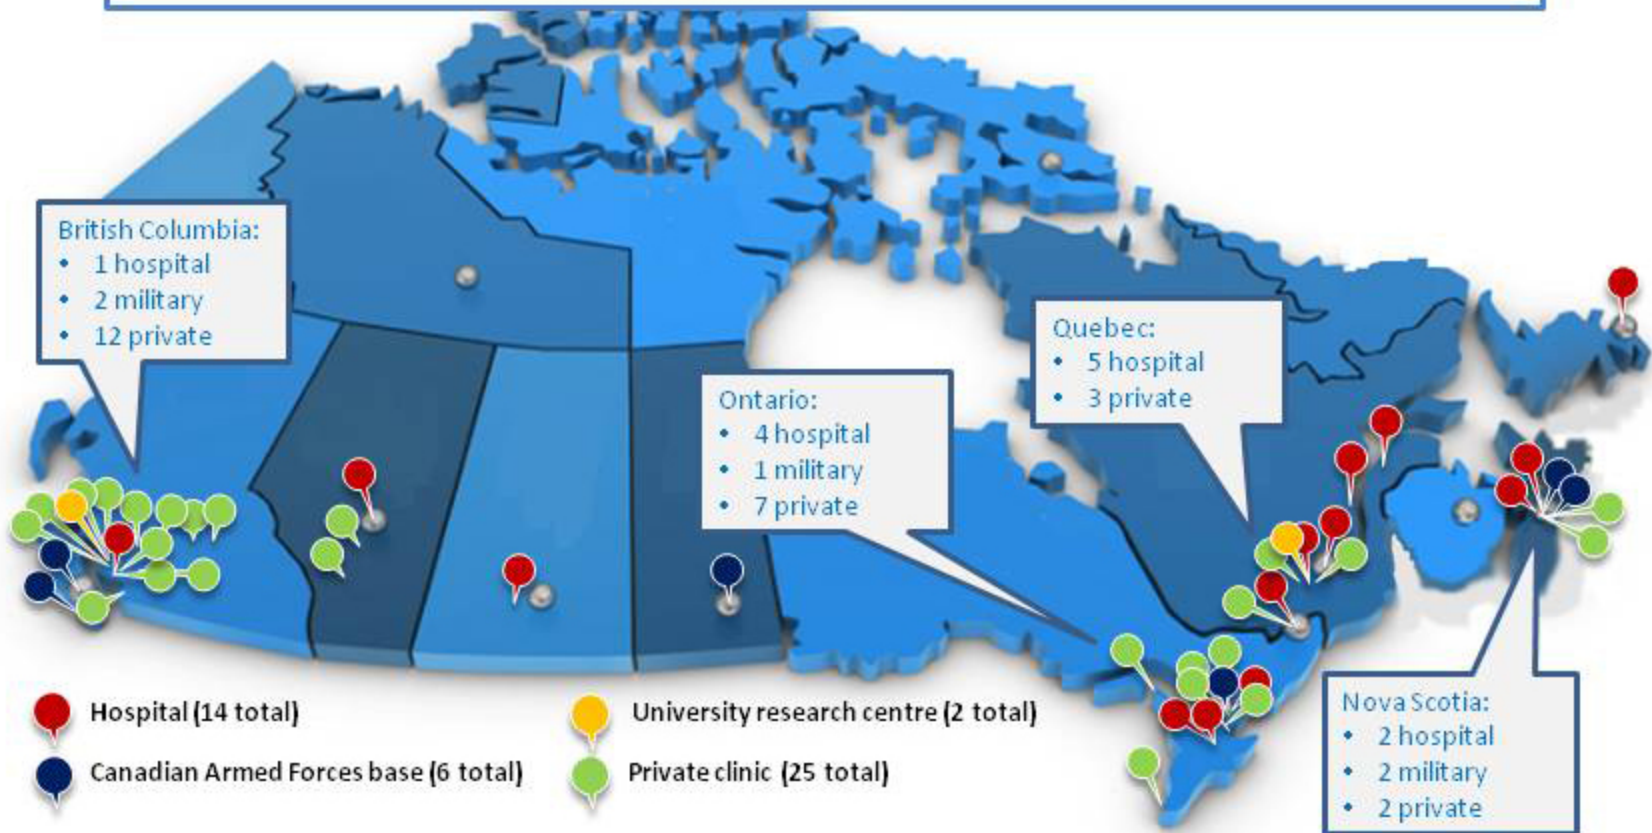 British Columbia:
• 1 hospital
• 2 military
• 12 private
Ontario:
• 4 hospital
• 1 military
• 7 private
Quebec:
• 5 hospital
• 3 private
Nova Scotia:
• 2 hospital
• 2 military
• 2 private
Hospital (14 total)
University research centre (2 total)
Canadian Armed Forces base (6 total)
Private clinic (25 total)